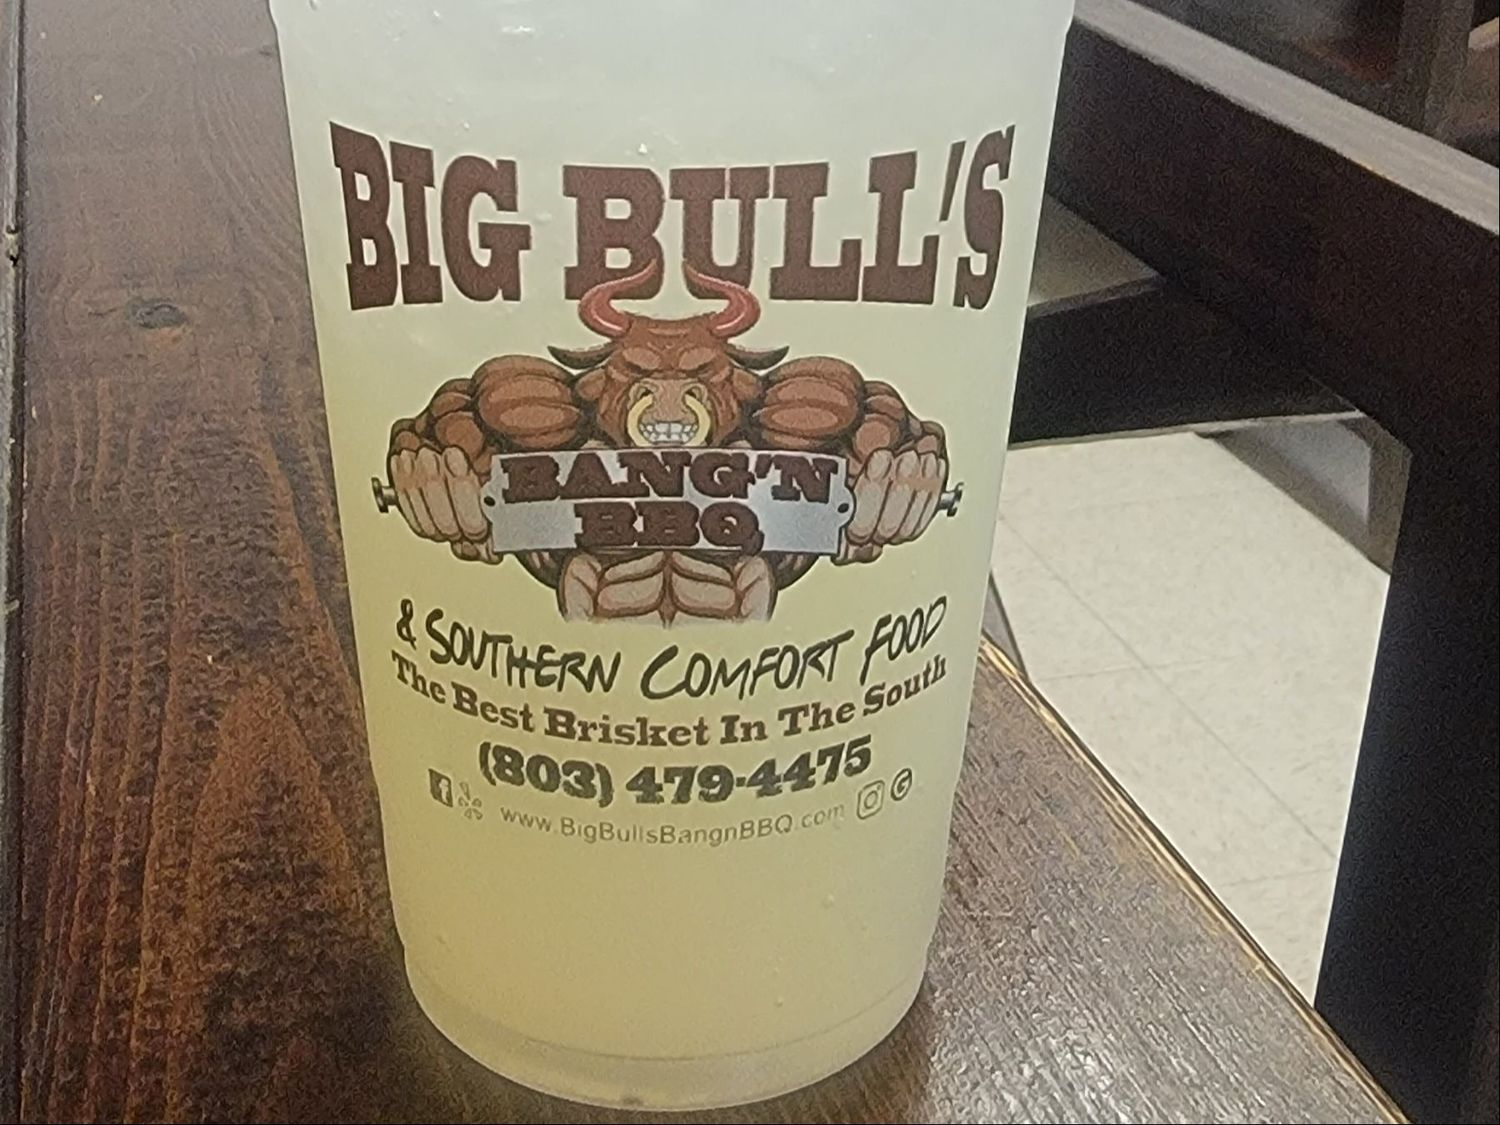 BIG BULL'S
BANG'N
BBQ
& SOUTHERN COMFORT FOOD
The Best Brisket In The South
(803) 479-4475
www.BigBullsBangnBBQ.com